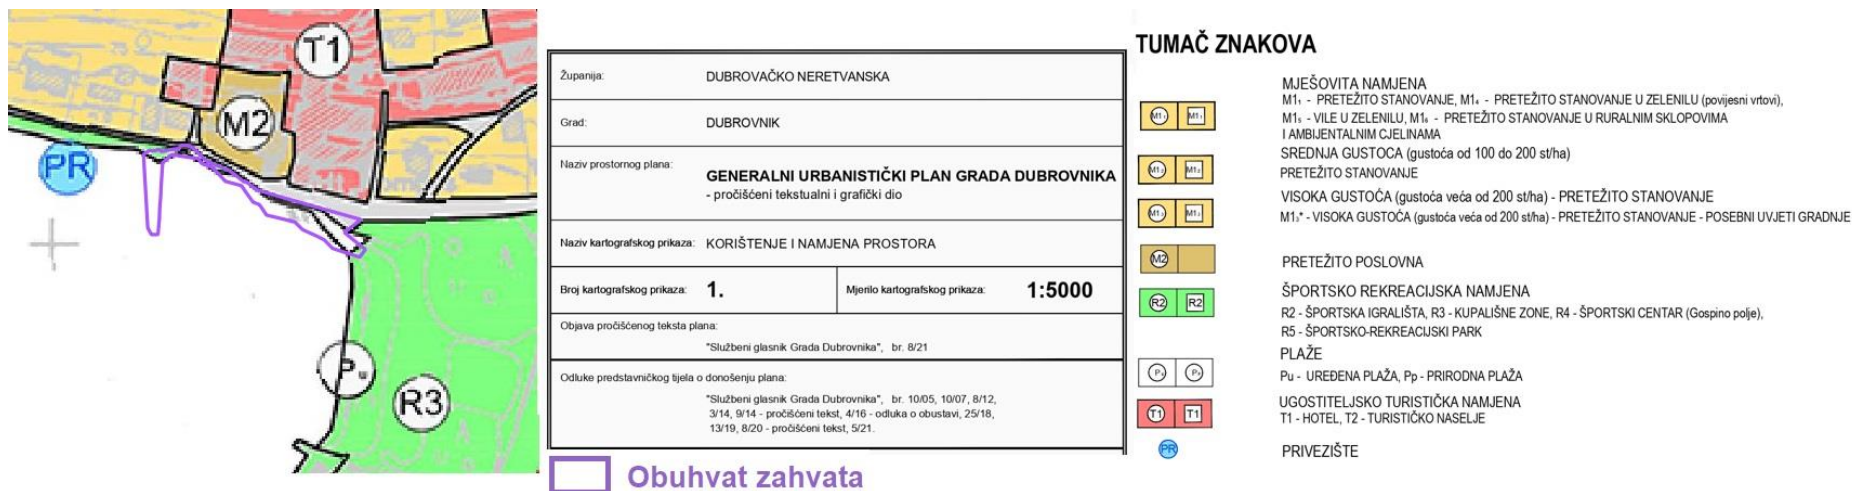 T1
M2
PR
Pu
R3
Županija: DUBROVAČKO NERETVANSKA
Grad: DUBROVNIK
Naziv prostornog plana: GENERALNI URBANISTIČKI PLAN GRADA DUBROVNIKA
- pročišćeni tekstualni i grafički dio
Naziv kartografskog prikaza: KORIŠTENJE I NAMJENA PROSTORA
Broj kartografskog prikaza: 1. Mjerilo kartografskog prikaza: 1:5000
Objava pročišćenog teksta plana:
"Službeni glasnik Grada Dubrovnika", br. 8/21
Odluke predstavničkog tijela o donošenju plana:
"Službeni glasnik Grada Dubrovnika", br. 10/05, 10/07, 8/12,
3/14, 9/14 - pročišćeni tekst, 4/16 - odluka o obustavi, 25/18,
13/19, 8/20 - pročišćeni tekst, 5/21.
Obuhvat zahvata
TUMAČ ZNAKOVA
MJEŠOVITA NAMJENA
M1₁ - PRETEŽITO STANOVANJE, M1₄ - PRETEŽITO STANOVANJE U ZELENILU (povijesni vrtovi),
M1₅ - VILE U ZELENILU, M1₆ - PRETEŽITO STANOVANJE U RURALNIM SKLOPOVIMA
I AMBIJENTALNIM CJELINAMA
SREDNJA GUSTOCA (gustoća od 100 do 200 st/ha)
PRETEŽITO STANOVANJE
VISOKA GUSTOĆA (gustoća veća od 200 st/ha) - PRETEŽITO STANOVANJE
M1₃* - VISOKA GUSTOĆA (gustoća veća od 200 st/ha) - PRETEŽITO STANOVANJE - POSEBNI UVJETI GRADNJE
M2 PRETEŽITO POSLOVNA
ŠPORTSKO REKREACIJSKA NAMJENA
R2 R2 R2 - ŠPORTSKA IGRALIŠTA, R3 - KUPALIŠNE ZONE, R4 - ŠPORTSKI CENTAR (Gospino polje),
R5 - ŠPORTSKO-REKREACIJSKI PARK
PLAŽE
Pu - UREĐENA PLAŽA, Pp - PRIRODNA PLAŽA
UGOSTITELJSKO TURISTIČKA NAMJENA
T1 T1 T1 - HOTEL, T2 - TURISTIČKO NASELJE
PR PRIVEZIŠTE